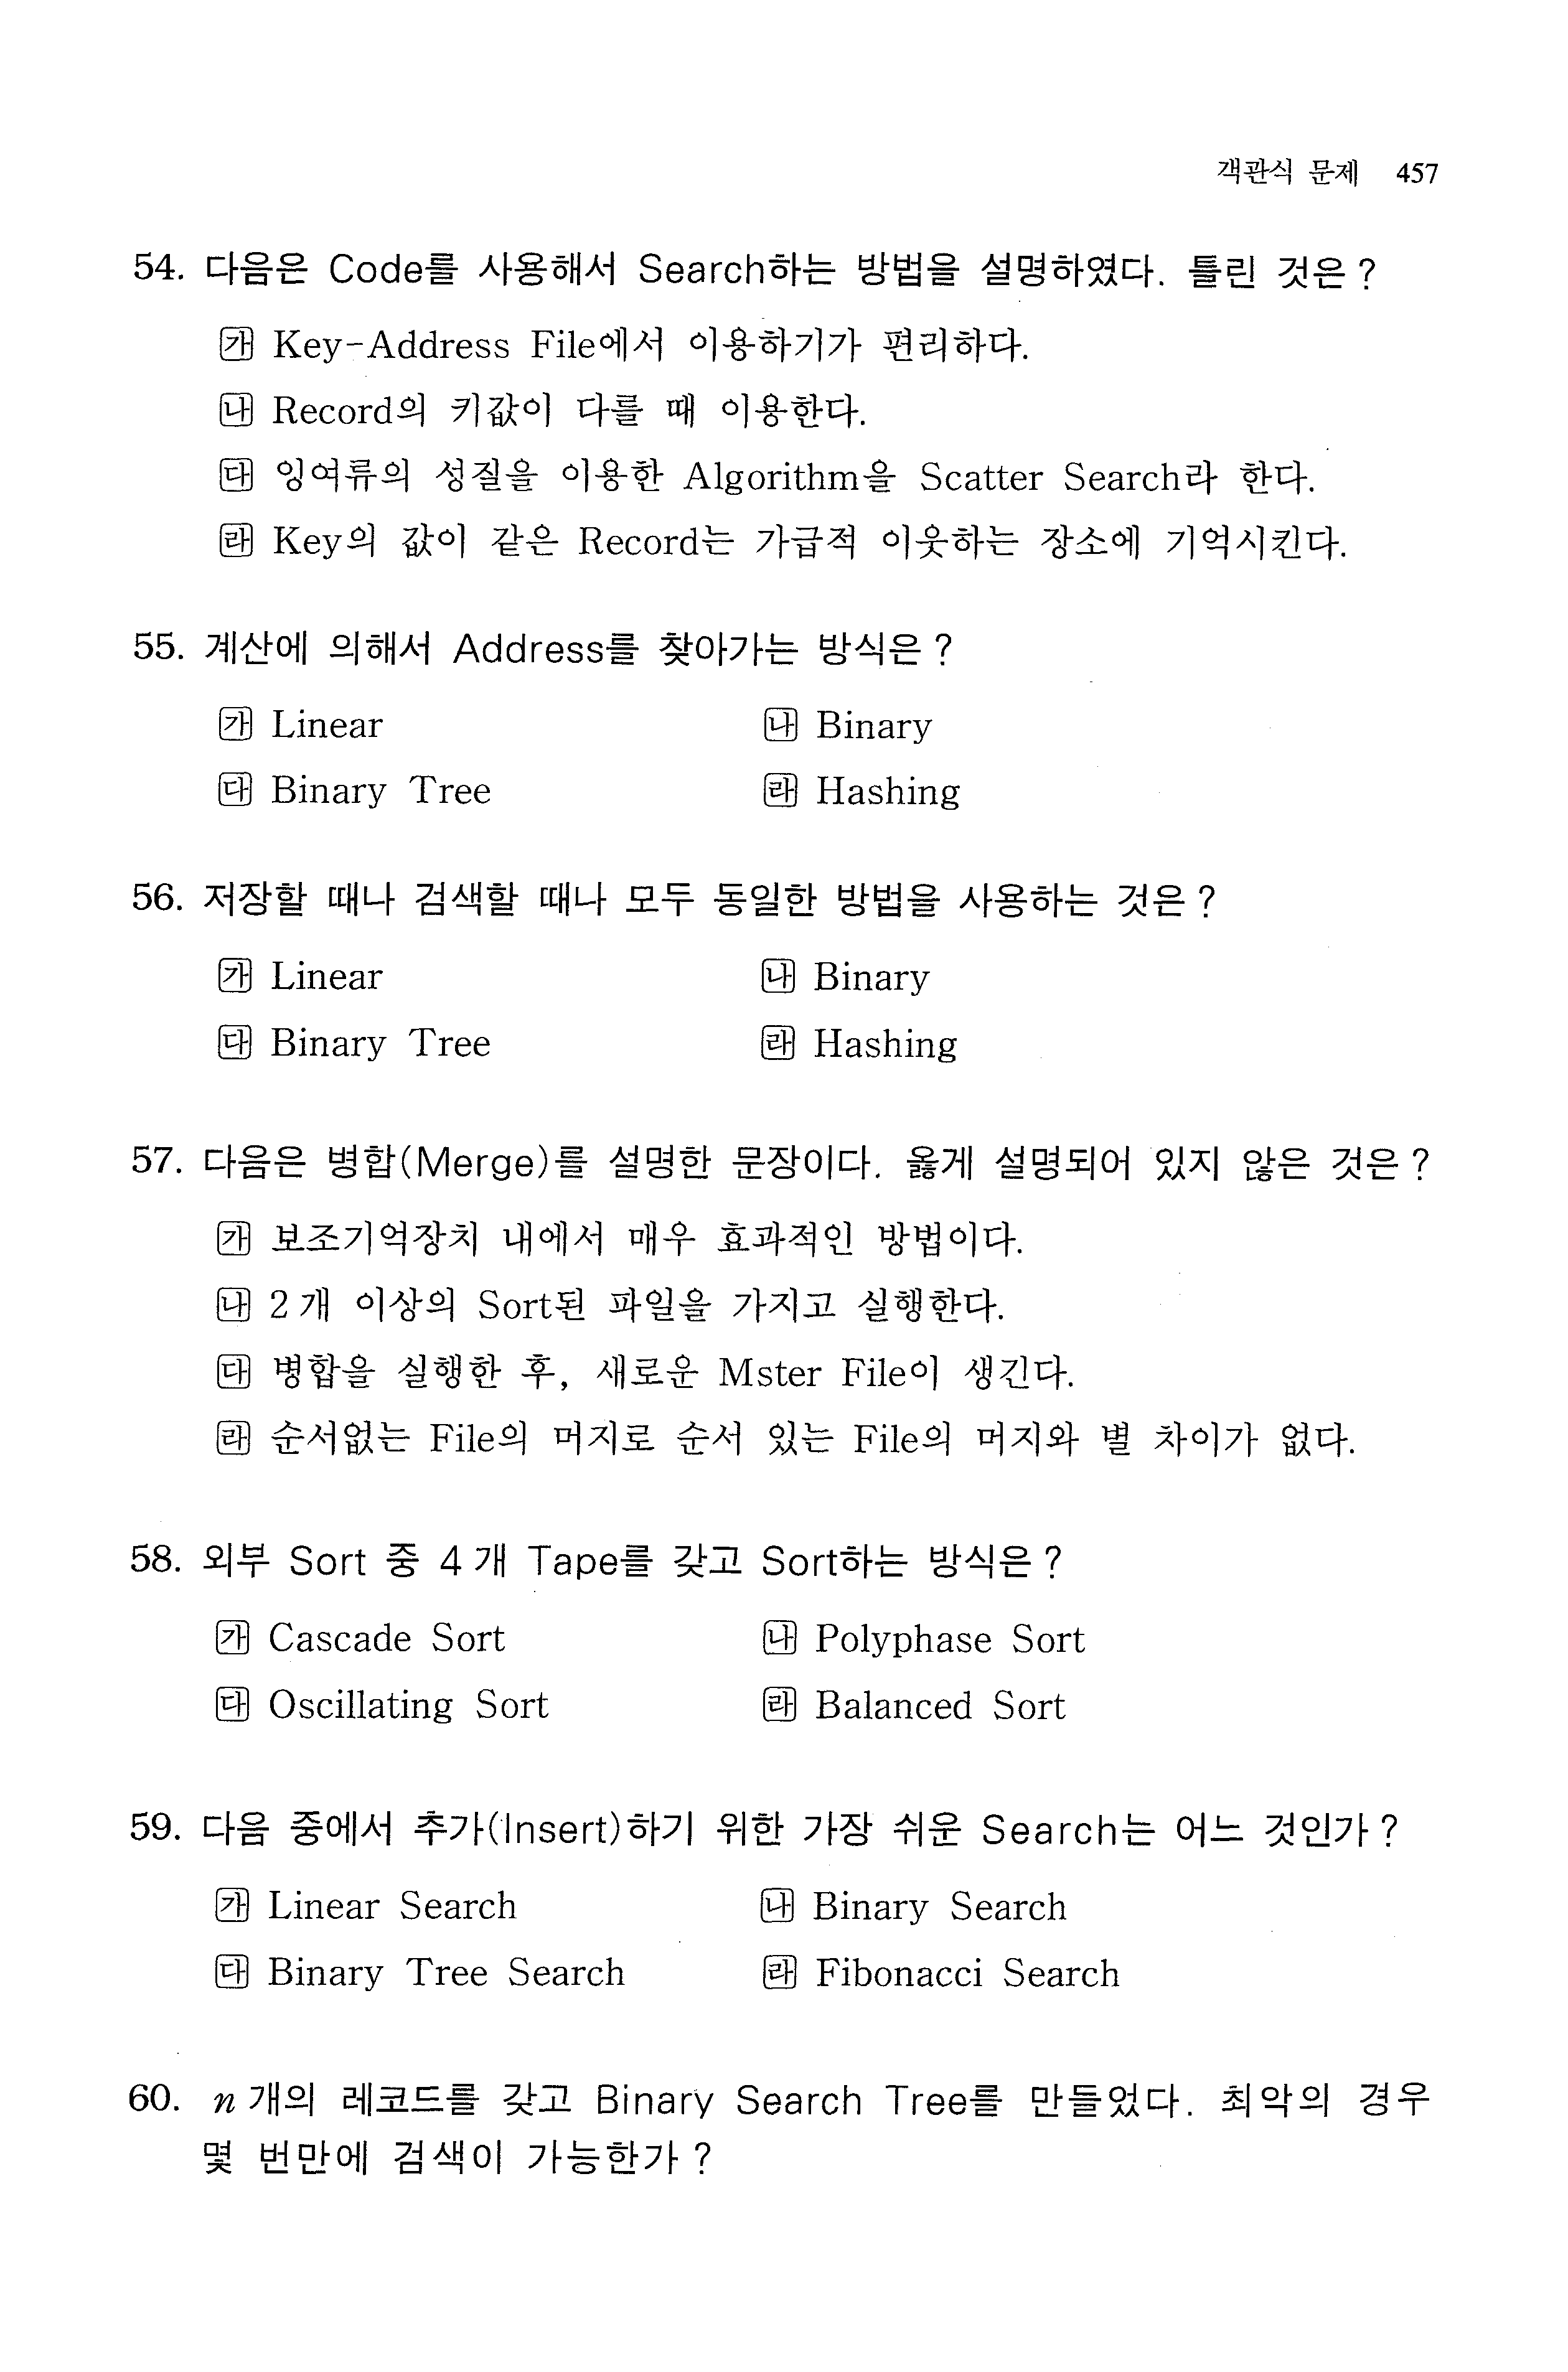 객관식 문제 457
54. 다음은 Code를 사용해서 Search하는 방법을 설명하였다. 틀린 것은?
㉮ Key-Address File에서 이용하기가 편리하다.
㉯ Record의 키값이 다를 때 이용한다.
㉰ 잉여류의 성질을 이용한 Algorithm을 Scatter Search라 한다.
㉱ Key의 값이 같은 Record는 가급적 이웃하는 장소에 기억시킨다.
55. 계산에 의해서 Address를 찾아가는 방식은?
㉮ Linear ㉯ Binary
㉰ Binary Tree ㉱ Hashing
56. 저장할 때나 검색할 때나 모두 동일한 방법을 사용하는 것은?
㉮ Linear ㉯ Binary
㉰ Binary Tree ㉱ Hashing
57. 다음은 병합(Merge)를 설명한 문장이다. 옳게 설명되어 있지 않은 것은?
㉮ 보조기억장치 내에서 매우 효과적인 방법이다.
㉯ 2개 이상의 Sort된 파일을 가지고 실행한다.
㉰ 병합을 실행한 후, 새로운 Mster File이 생긴다.
㉱ 순서없는 File의 머지로 순서 있는 File의 머지와 별 차이가 없다.
58. 외부 Sort 중 4개 Tape를 갖고 Sort하는 방식은?
㉮ Cascade Sort ㉯ Polyphase Sort
㉰ Oscillating Sort ㉱ Balanced Sort
59. 다음 중에서 추가(Insert)하기 위한 가장 쉬운 Search는 어느 것인가?
㉮ Linear Search ㉯ Binary Search
㉰ Binary Tree Search ㉱ Fibonacci Search
60. n개의 레코드를 갖고 Binary Search Tree를 만들었다. 최악의 경우
몇 번만에 검색이 가능한가?